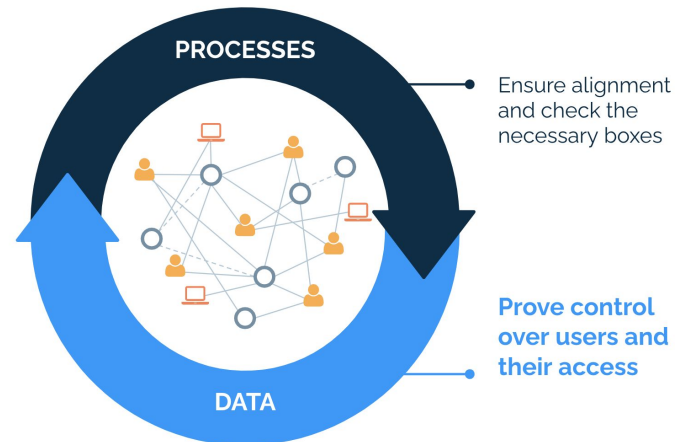 PROCESSES
Ensure alignment
and check the
necessary boxes
Prove control
over users and
their access
DATA